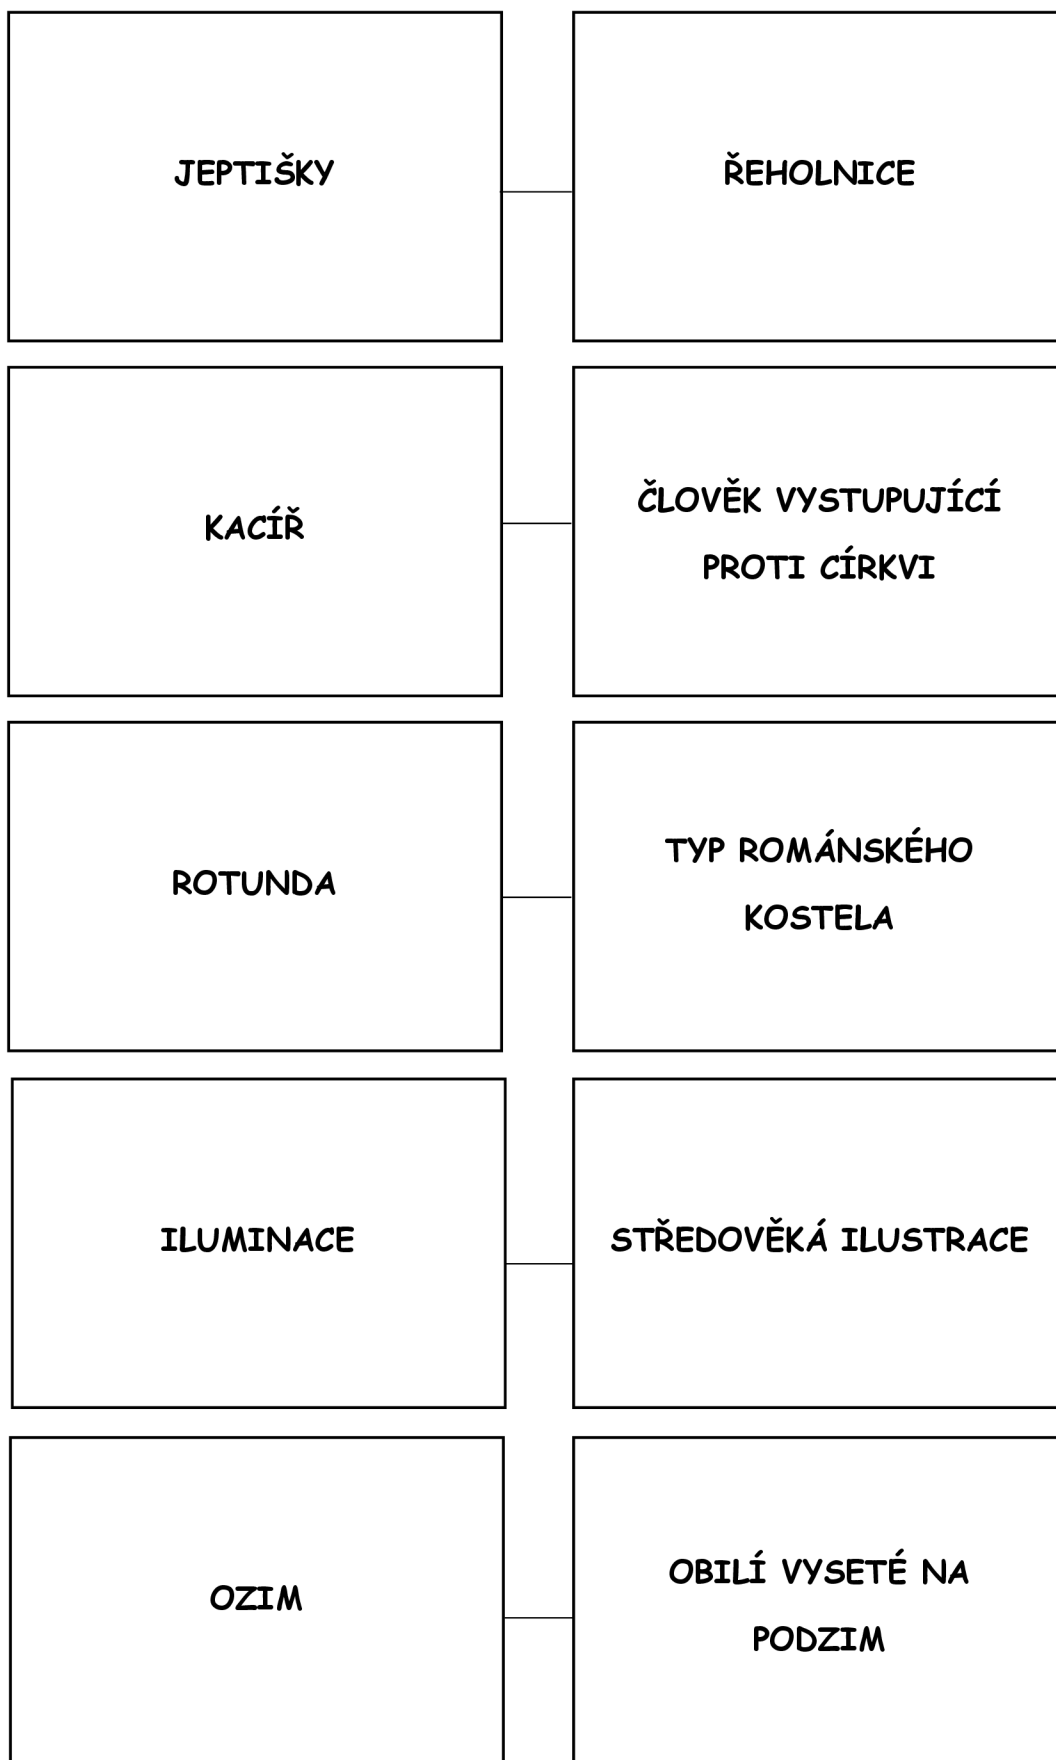 JEPTIŠKY
ŘEHOLNICE
KACÍŘ
ČLOVĚK VYSTUPUJÍCÍ
PROTI CÍRKVI
ROTUNDA
TYP ROMÁNSKÉHO
KOSTELA
ILUMINACE
STŘEDOVĚKÁ ILUSTRACE
OZIM
OBILÍ VYSETÉ NA
PODZIM